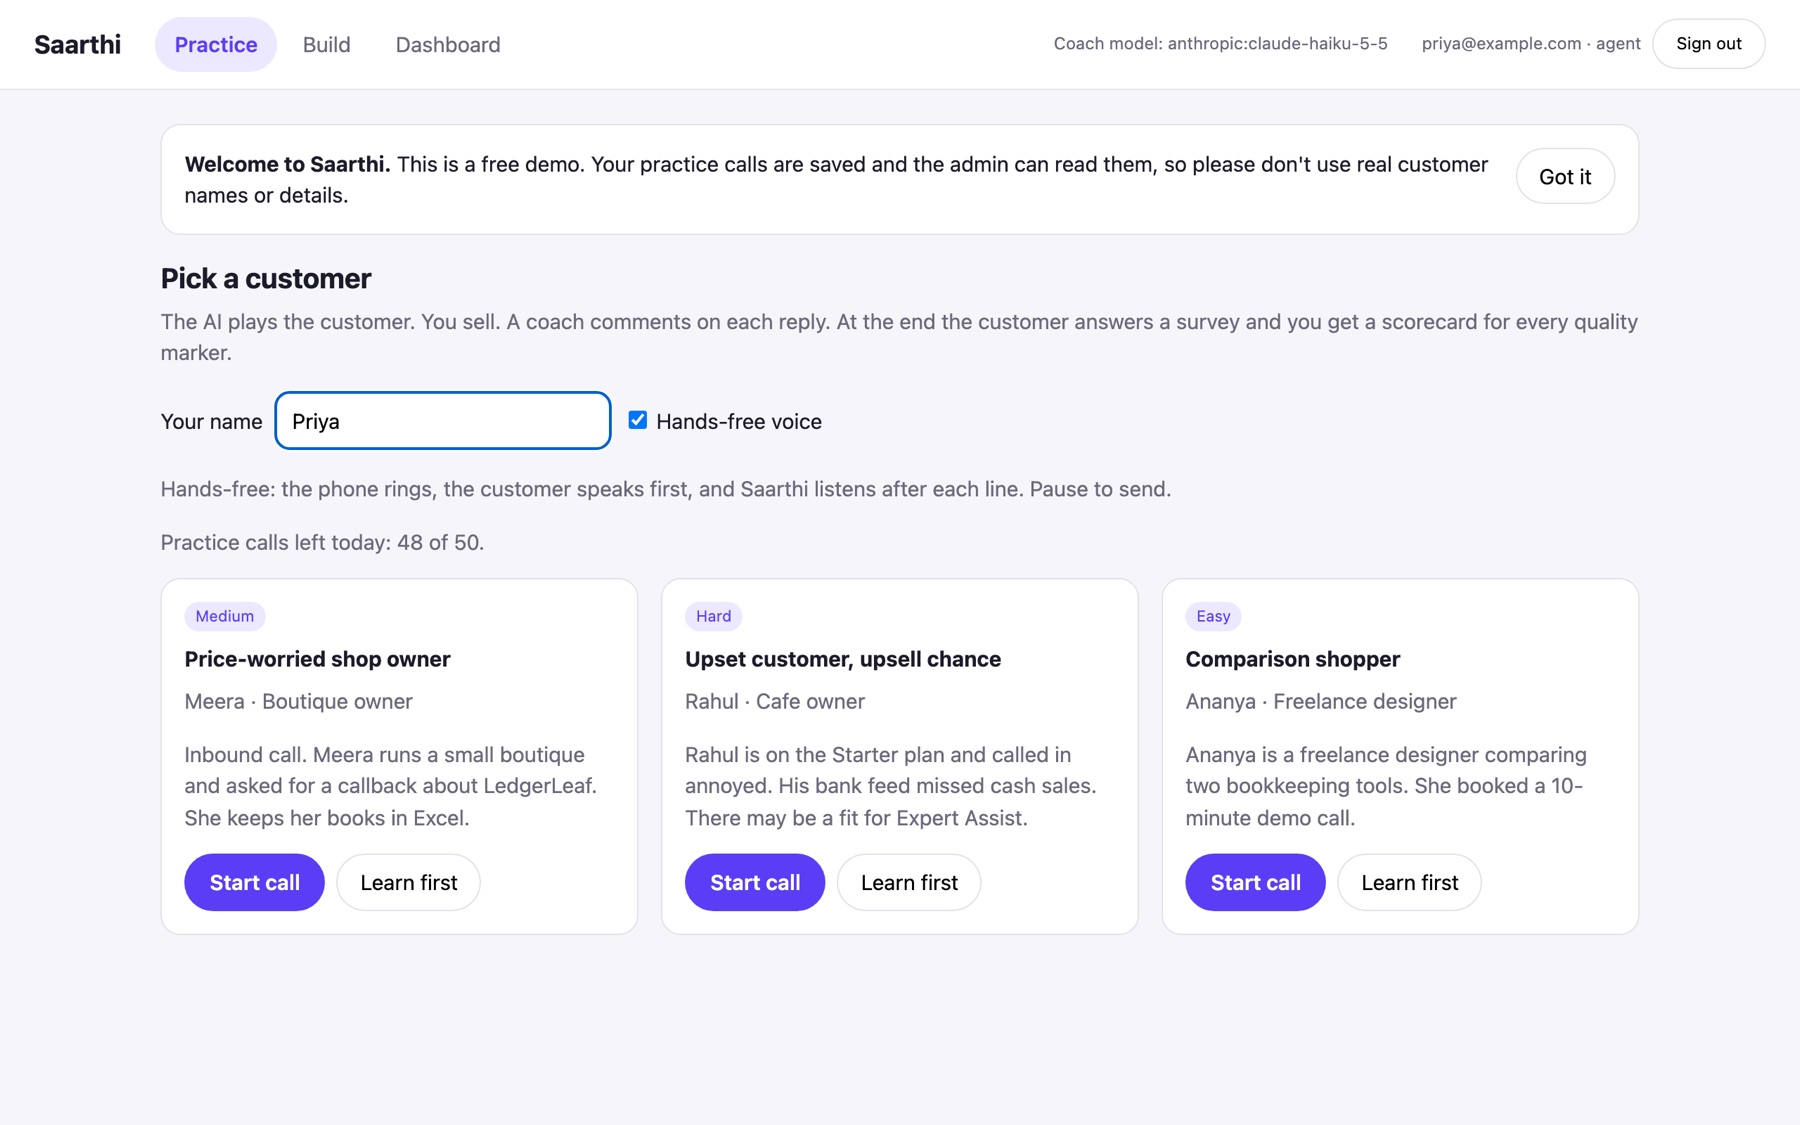 Saarthi
Practice
Build
Dashboard
Coach model: anthropic:claude-haiku-5-5
priya@example.com · agent
Sign out
Welcome to Saarthi. This is a free demo. Your practice calls are saved and the admin can read them, so please don't use real customer
names or details.
Got it
Pick a customer
The AI plays the customer. You sell. A coach comments on each reply. At the end the customer answers a survey and you get a scorecard for every quality
marker.
Your name
Priya
Hands-free voice
Hands-free: the phone rings, the customer speaks first, and Saarthi listens after each line. Pause to send.
Practice calls left today: 48 of 50.
Medium
Price-worried shop owner
Meera · Boutique owner
Inbound call. Meera runs a small boutique
and asked for a callback about LedgerLeaf.
She keeps her books in Excel.
Start call
Learn first
Hard
Upset customer, upsell chance
Rahul · Cafe owner
Rahul is on the Starter plan and called in
annoyed. His bank feed missed cash sales.
There may be a fit for Expert Assist.
Start call
Learn first
Easy
Comparison shopper
Ananya · Freelance designer
Ananya is a freelance designer comparing
two bookkeeping tools. She booked a 10-
minute demo call.
Start call
Learn first